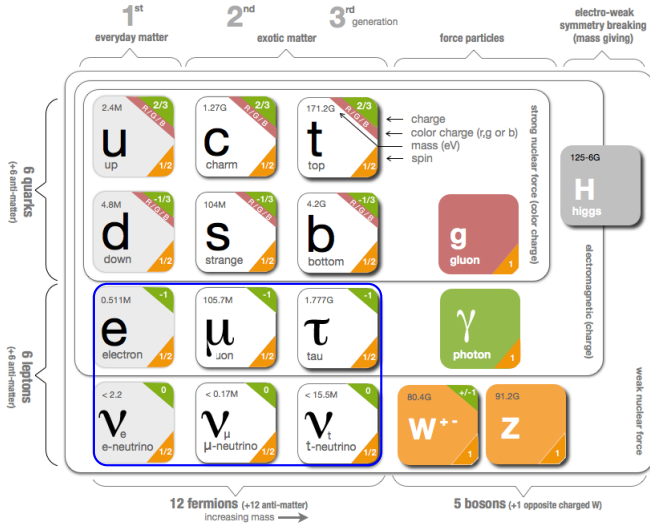 1st
2nd
3rd generation
electro-weak
symmetry breaking
(mass giving)
everyday matter
exotic matter
force particles
6 quarks
(+6 anti-matter)
2.4M
2/3
R/G/B
u
up
1/2
1.27G
2/3
R/G/B
c
charm
1/2
171.2G
2/3
R/G/B
t
top
1/2
charge
color charge (r,g or b)
mass (eV)
spin
strong nuclear force (color charge)
125-6G
H
higgs
4.8M
-1/3
R/G/B
d
down
1/2
104M
-1/3
R/G/B
s
strange
1/2
4.2G
-1/3
R/G/B
b
bottom
1/2
g
gluon
1
electromagnetic (charge)
6 leptons
(+6 anti-matter)
0.511M
-1
e
electron
1/2
105.7M
-1
μ
uon
1/2
1.777G
-1
τ
tau
1/2
γ
photon
1
weak nuclear force
< 2.2
0
νe
e-neutrino
1/2
< 0.17M
0
νμ
μ-neutrino
1/2
< 15.5M
0
νt
t-neutrino
1/2
80.4G
+/-1
W+-
1
91.2G
Z
1
12 fermions (+12 anti-matter)
increasing mass
5 bosons (+1 opposite charged W)